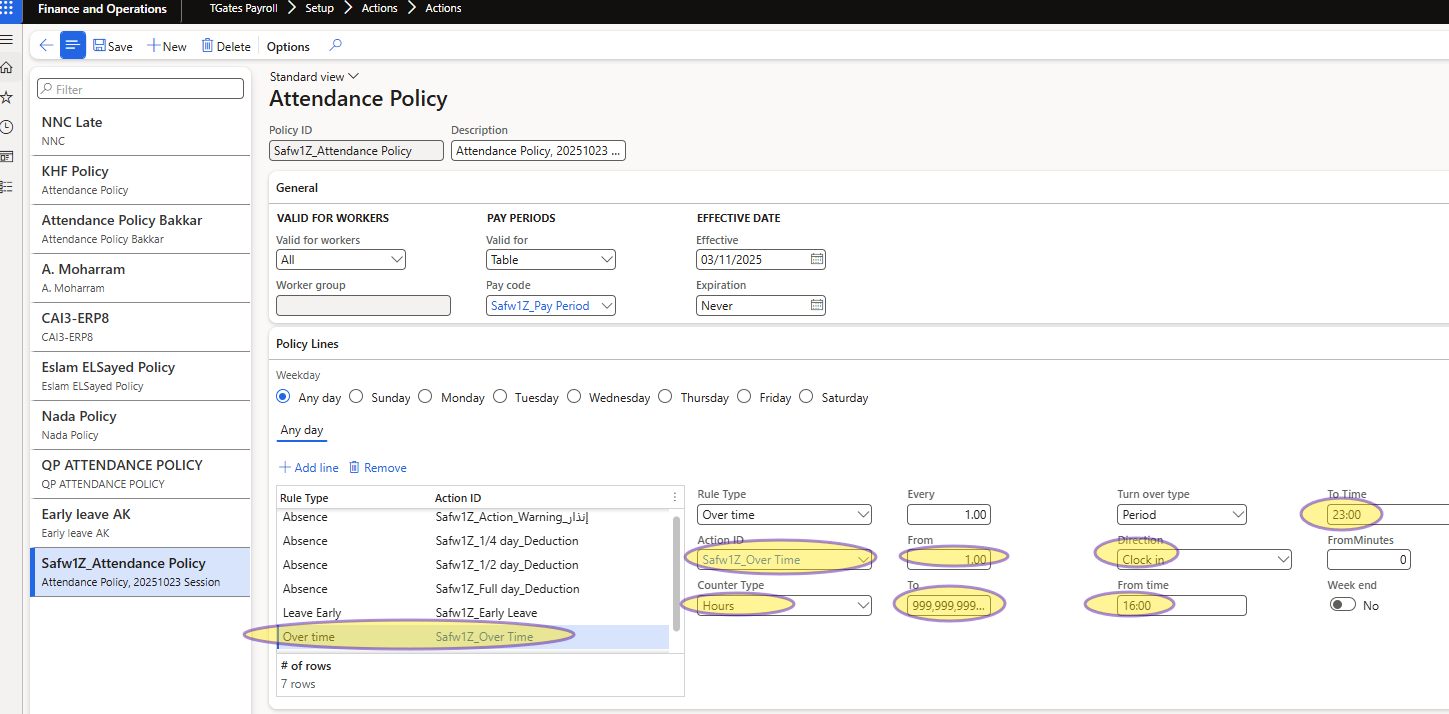 Finance and Operations TGates Payroll Setup Actions Actions
Save New Delete Options
Filter
NNC Late
NNC
KHF Policy
Attendance Policy
Attendance Policy Bakkar
Attendance Policy Bakkar
A. Moharram
A. Moharram
CAI3-ERP8
CAI3-ERP8
Eslam ELSayed Policy
Eslam ELSayed Policy
Nada Policy
Nada Policy
QP ATTENDANCE POLICY
QP ATTENDANCE POLICY
Early leave AK
Early leave AK
Safw1Z_Attendance Policy
Attendance Policy, 20251023 Session
Standard view
Attendance Policy
Policy ID Description
Safw1Z_Attendance Policy Attendance Policy, 20251023 ...
General
VALID FOR WORKERS PAY PERIODS EFFECTIVE DATE
Valid for workers Valid for Effective
All Table 03/11/2025
Worker group Pay code Expiration
Safw1Z_Pay Period Never
Policy Lines
Weekday
Any day Sunday Monday Tuesday Wednesday Thursday Friday Saturday
Any day
Add line Remove
Rule Type Action ID
Absence Safw1Z_Action_Warning_إنذار
Absence Safw1Z_1/4 day_Deduction
Absence Safw1Z_1/2 day_Deduction
Absence Safw1Z_Full day_Deduction
Leave Early Safw1Z_Early Leave
Over time Safw1Z_Over Time
# of rows
7 rows
Rule Type Every Turn over type To Time
Over time 1.00 Period 23:00
Action ID From Direction FromMinutes
Safw1Z_Over Time 1.00 Clock in 0
Counter Type To From time Week end
Hours 999,999,999... 16:00 No